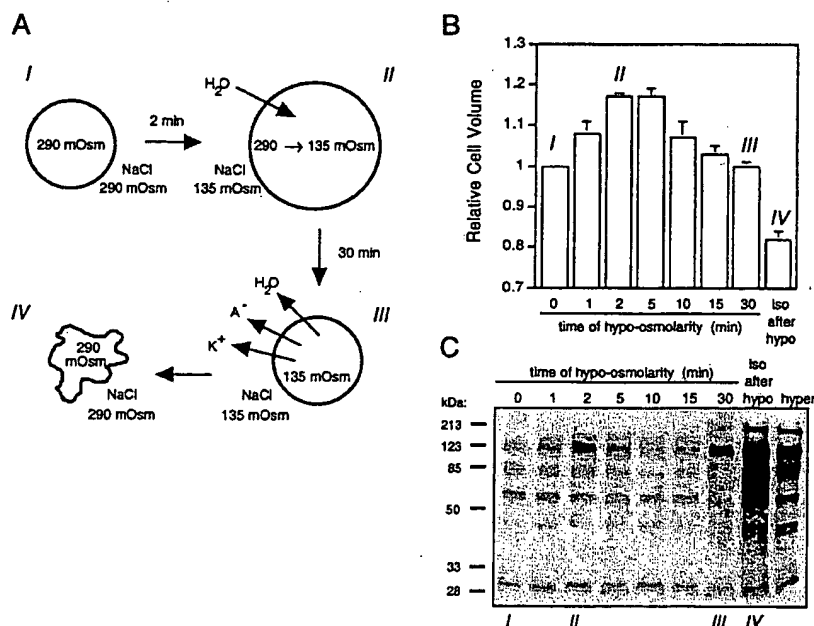 A
I
290 mOsm
NaCl
290 mOsm
2 min
H2O
II
290 → 135 mOsm
NaCl
135 mOsm
30 min
IV
290
mOsm
NaCl
290 mOsm
H2O
A-
K+
III
135 mOsm
NaCl
135 mOsm
B
Relative Cell Volume
1.3
1.2
1.1
1
0.9
0.8
0.7
I
II
III
IV
0 1 2 5 10 15 30
time of hypo-osmolarity (min)
iso
after
hypo
C
time of hypo-osmolarity (min)
iso
after
hypo
kDa: 0 1 2 5 10 15 30 hyper
213
123
85
50
33
28
I II III IV